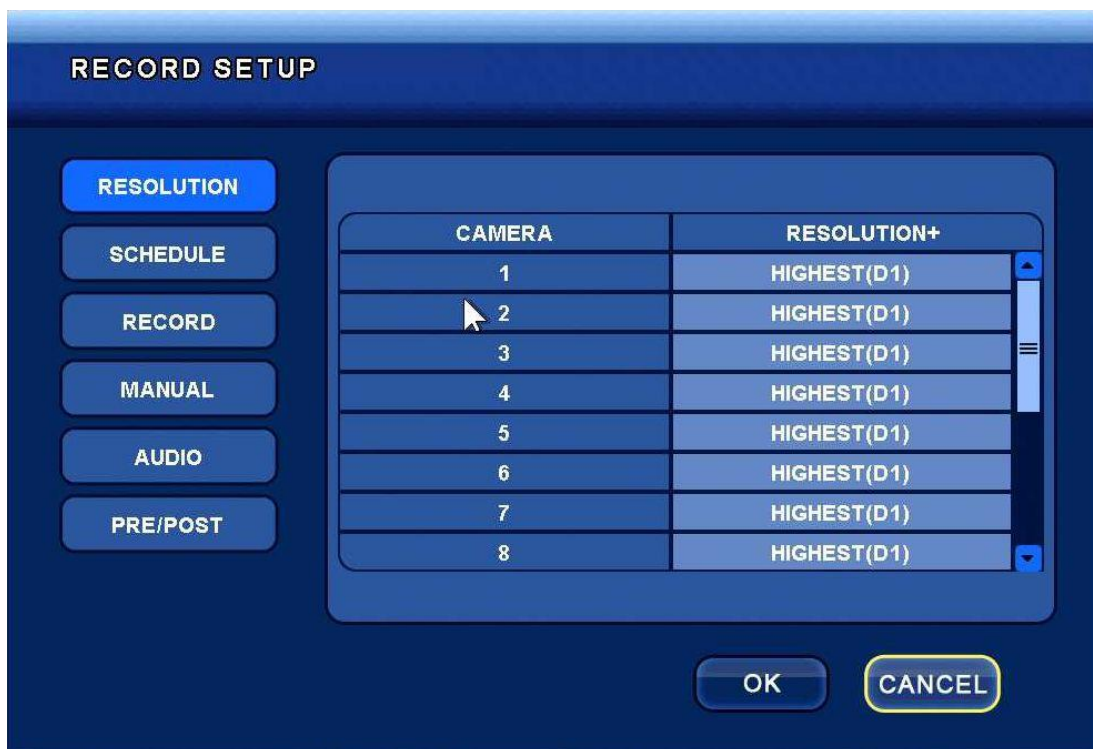 RECORD SETUP
RESOLUTION
SCHEDULE
RECORD
MANUAL
AUDIO
PRE/POST
CAMERA RESOLUTION+
1 HIGHEST(D1)
2 HIGHEST(D1)
3 HIGHEST(D1)
4 HIGHEST(D1)
5 HIGHEST(D1)
6 HIGHEST(D1)
7 HIGHEST(D1)
8 HIGHEST(D1)
OK CANCEL